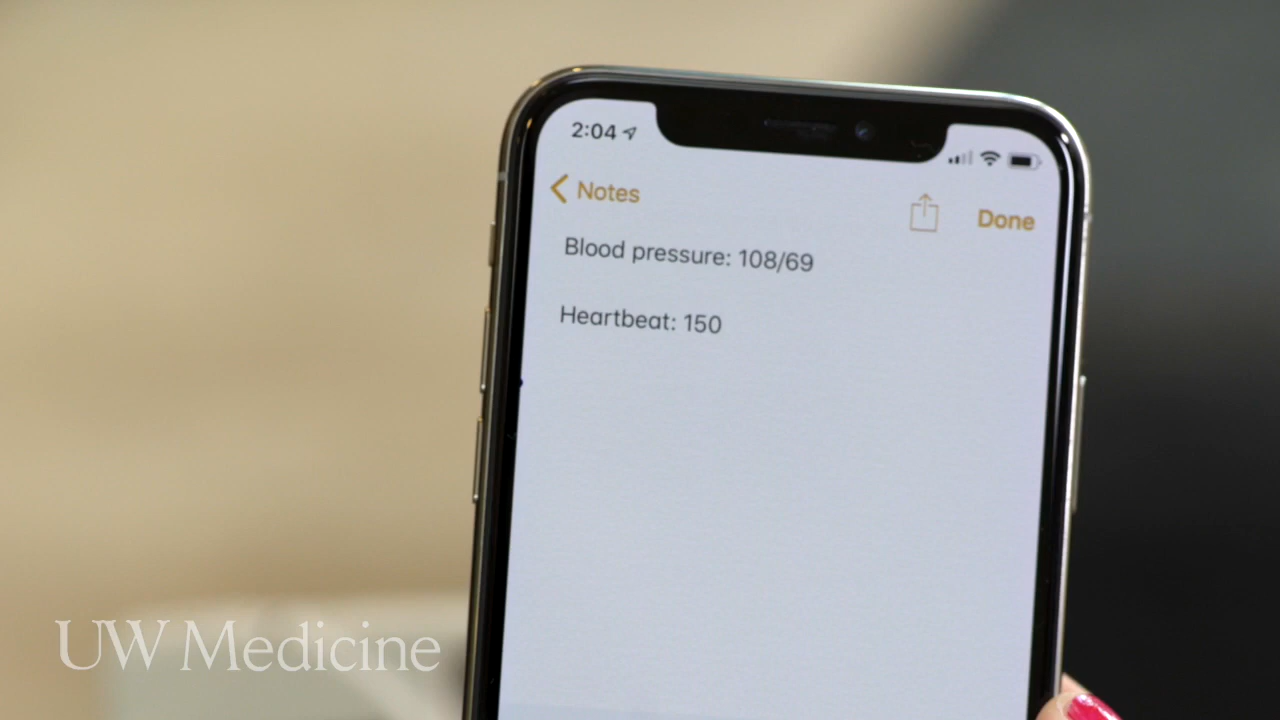 2:04
Notes
Done
Blood pressure: 108/69
Heartbeat: 150
UW Medicine